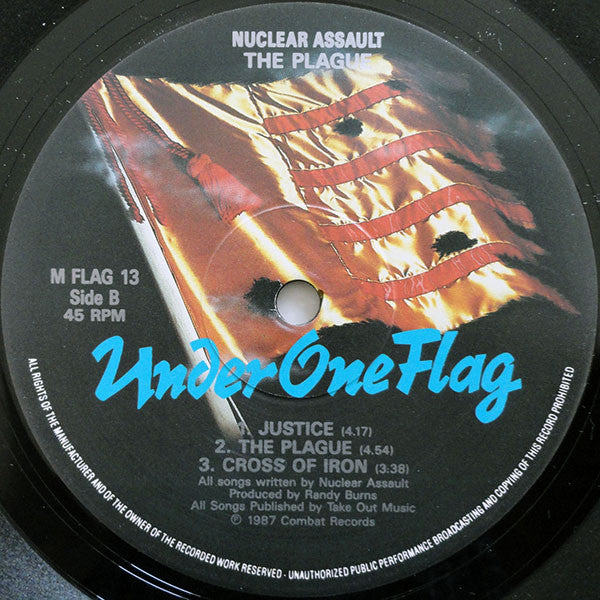 NUCLEAR ASSAULT
THE PLAGUE
M FLAG 13
Side B
45 RPM
Under One Flag
1. JUSTICE (4.17)
2. THE PLAGUE (4.54)
3. CROSS OF IRON (3:38)
All songs written by Nuclear Assault
Produced by Randy Burns
All Songs Published by Take Out Music
℗ 1987 Combat Records
ALL RIGHTS OF THE MANUFACTURER AND OF THE OWNER OF THE RECORDED WORK RESERVED - UNAUTHORIZED PUBLIC PERFORMANCE BROADCASTING AND COPYING OF THIS RECORD PROHIBITED